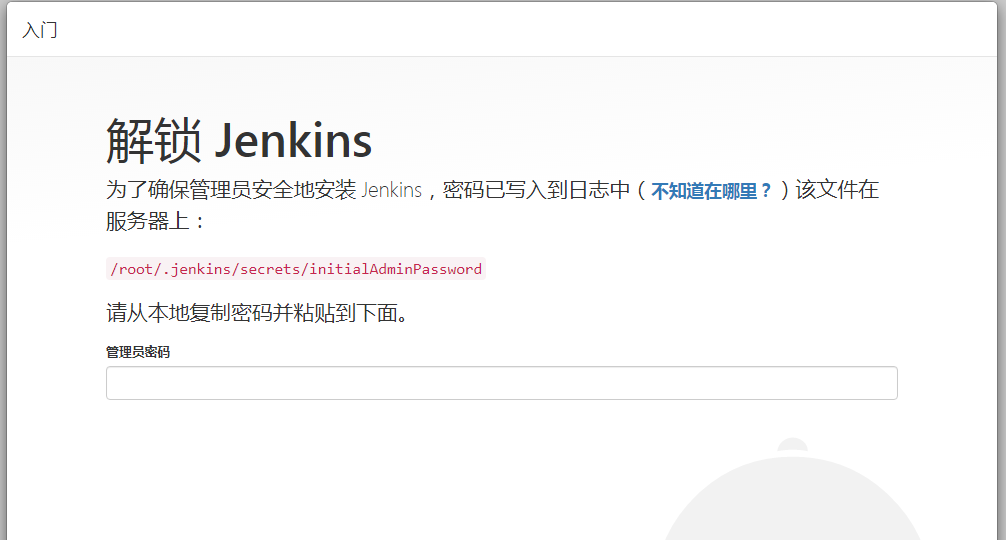 入门
解锁 Jenkins
为了确保管理员安全地安装 Jenkins，密码已写入到日志中（不知道在哪里？）该文件在
服务器上：
/root/.jenkins/secrets/initialAdminPassword
请从本地复制密码并粘贴到下面。
管理员密码